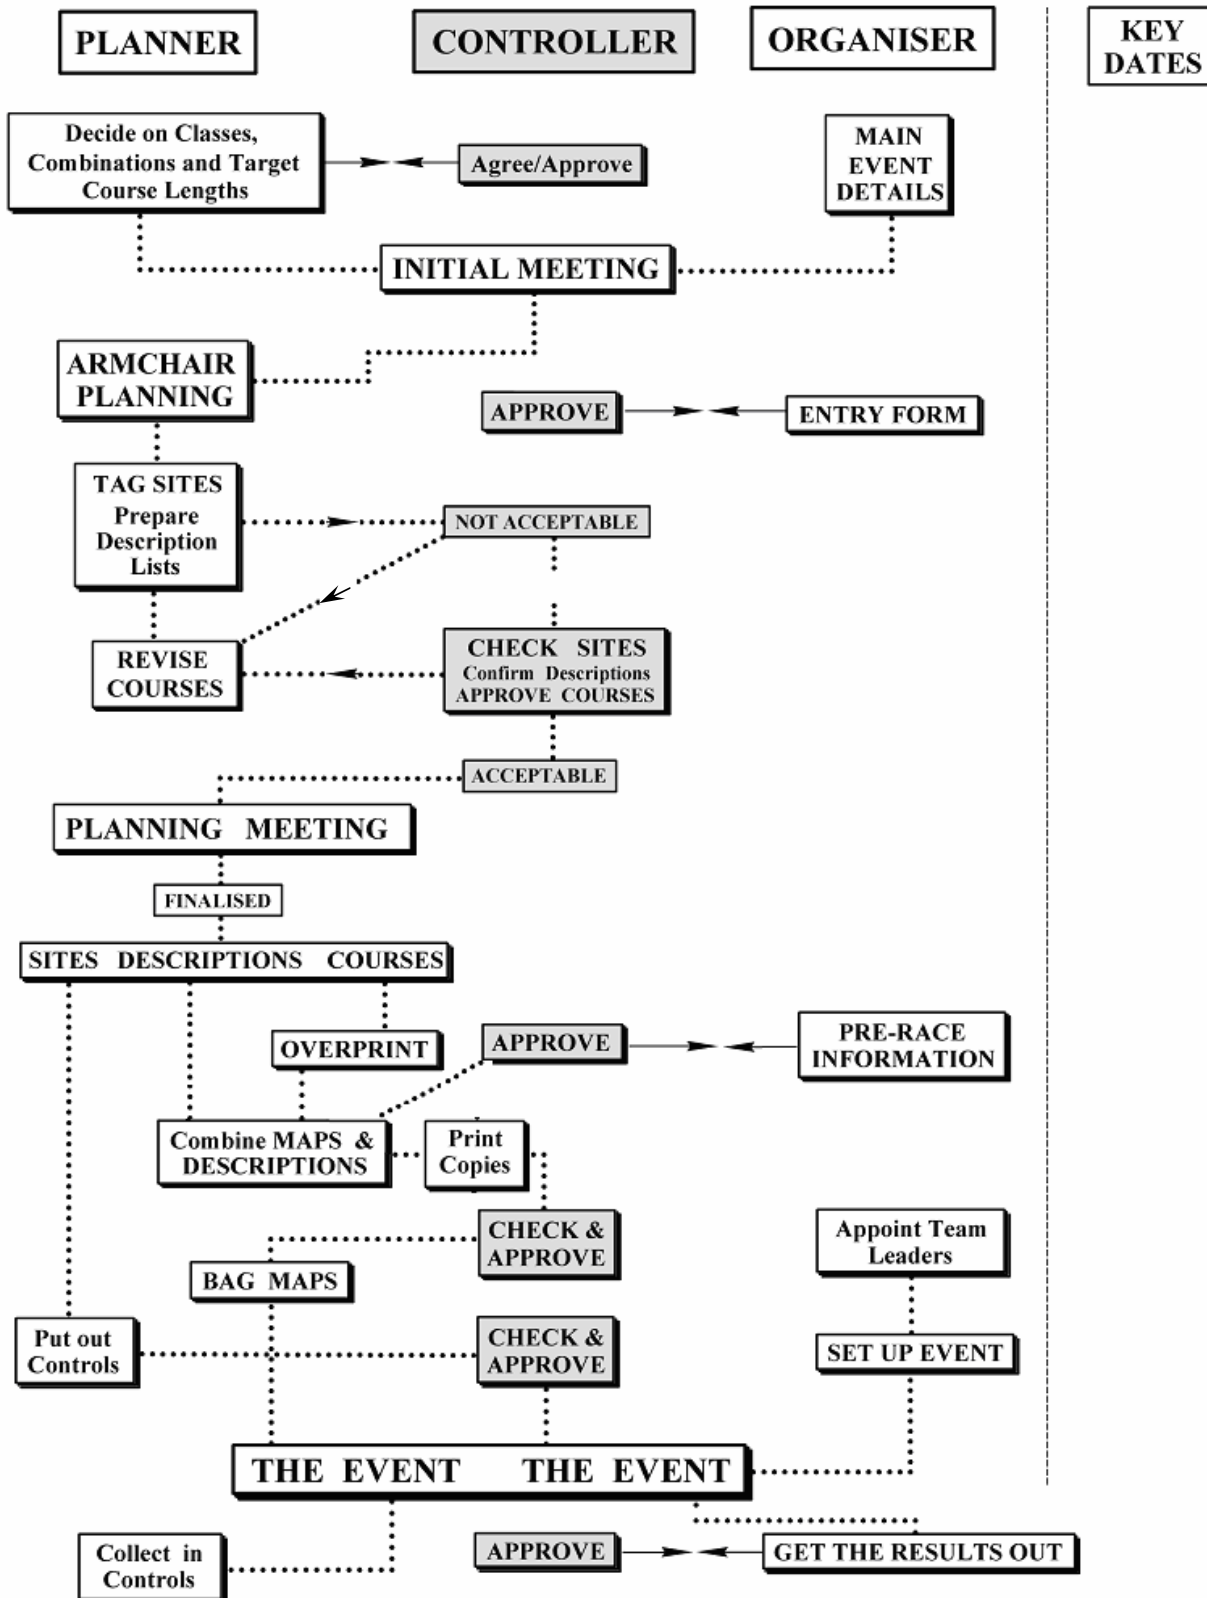 PLANNER
CONTROLLER
ORGANISER
KEY
DATES
Decide on Classes,
Combinations and Target
Course Lengths
Agree/Approve
MAIN
EVENT
DETAILS
INITIAL MEETING
ARMCHAIR
PLANNING
APPROVE
ENTRY FORM
TAG SITES
Prepare
Description
Lists
NOT ACCEPTABLE
REVISE
COURSES
CHECK SITES
Confirm Descriptions
APPROVE COURSES
ACCEPTABLE
PLANNING MEETING
FINALISED
SITES DESCRIPTIONS COURSES
OVERPRINT
APPROVE
PRE-RACE
INFORMATION
Combine MAPS &
DESCRIPTIONS
Print
Copies
CHECK &
APPROVE
Appoint Team
Leaders
BAG MAPS
Put out
Controls
CHECK &
APPROVE
SET UP EVENT
THE EVENT THE EVENT
Collect in
Controls
APPROVE
GET THE RESULTS OUT